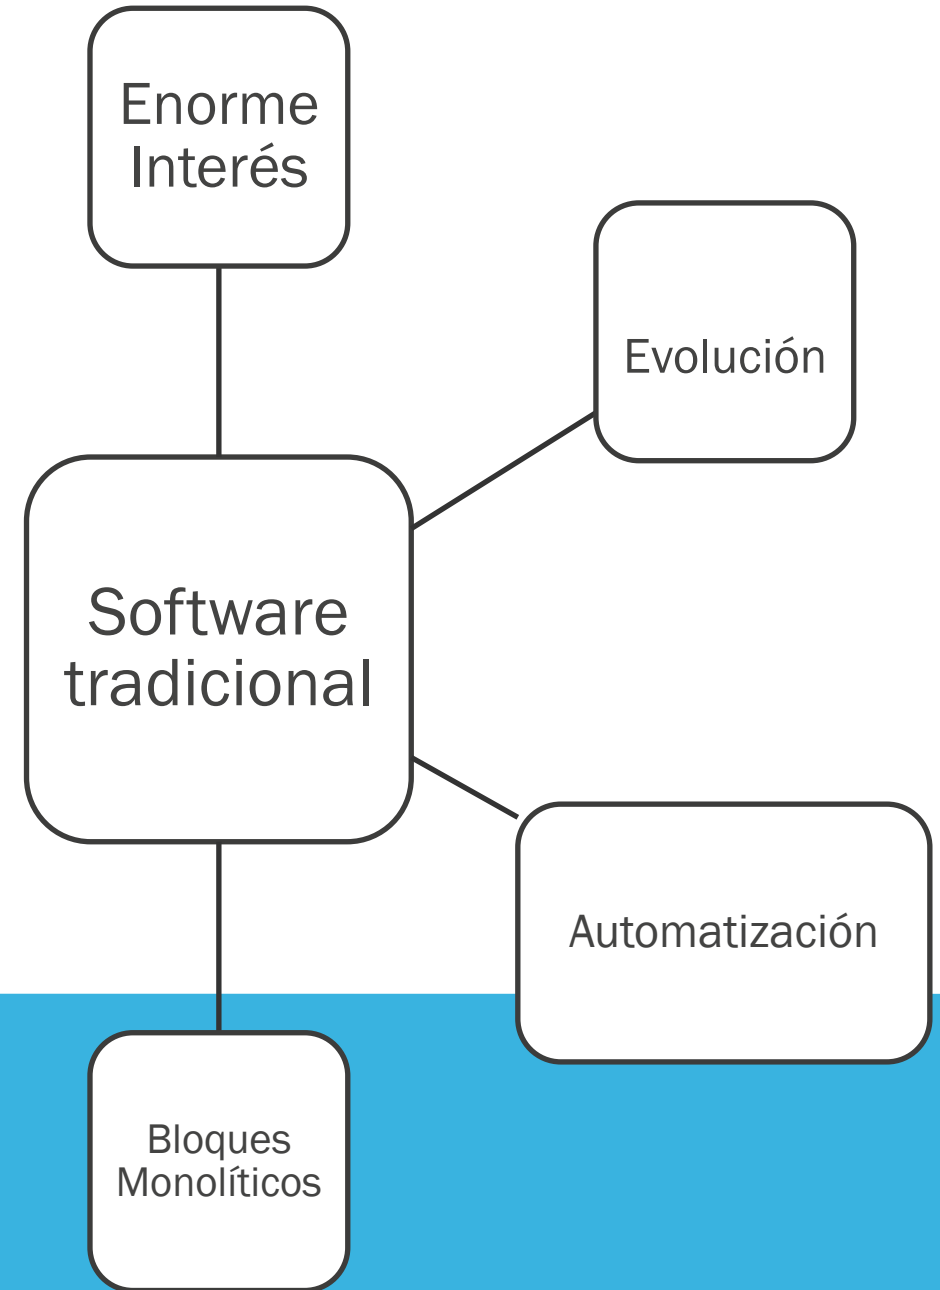 Enorme
Interés
Evolución
Software
tradicional
Automatización
Bloques
Monolíticos